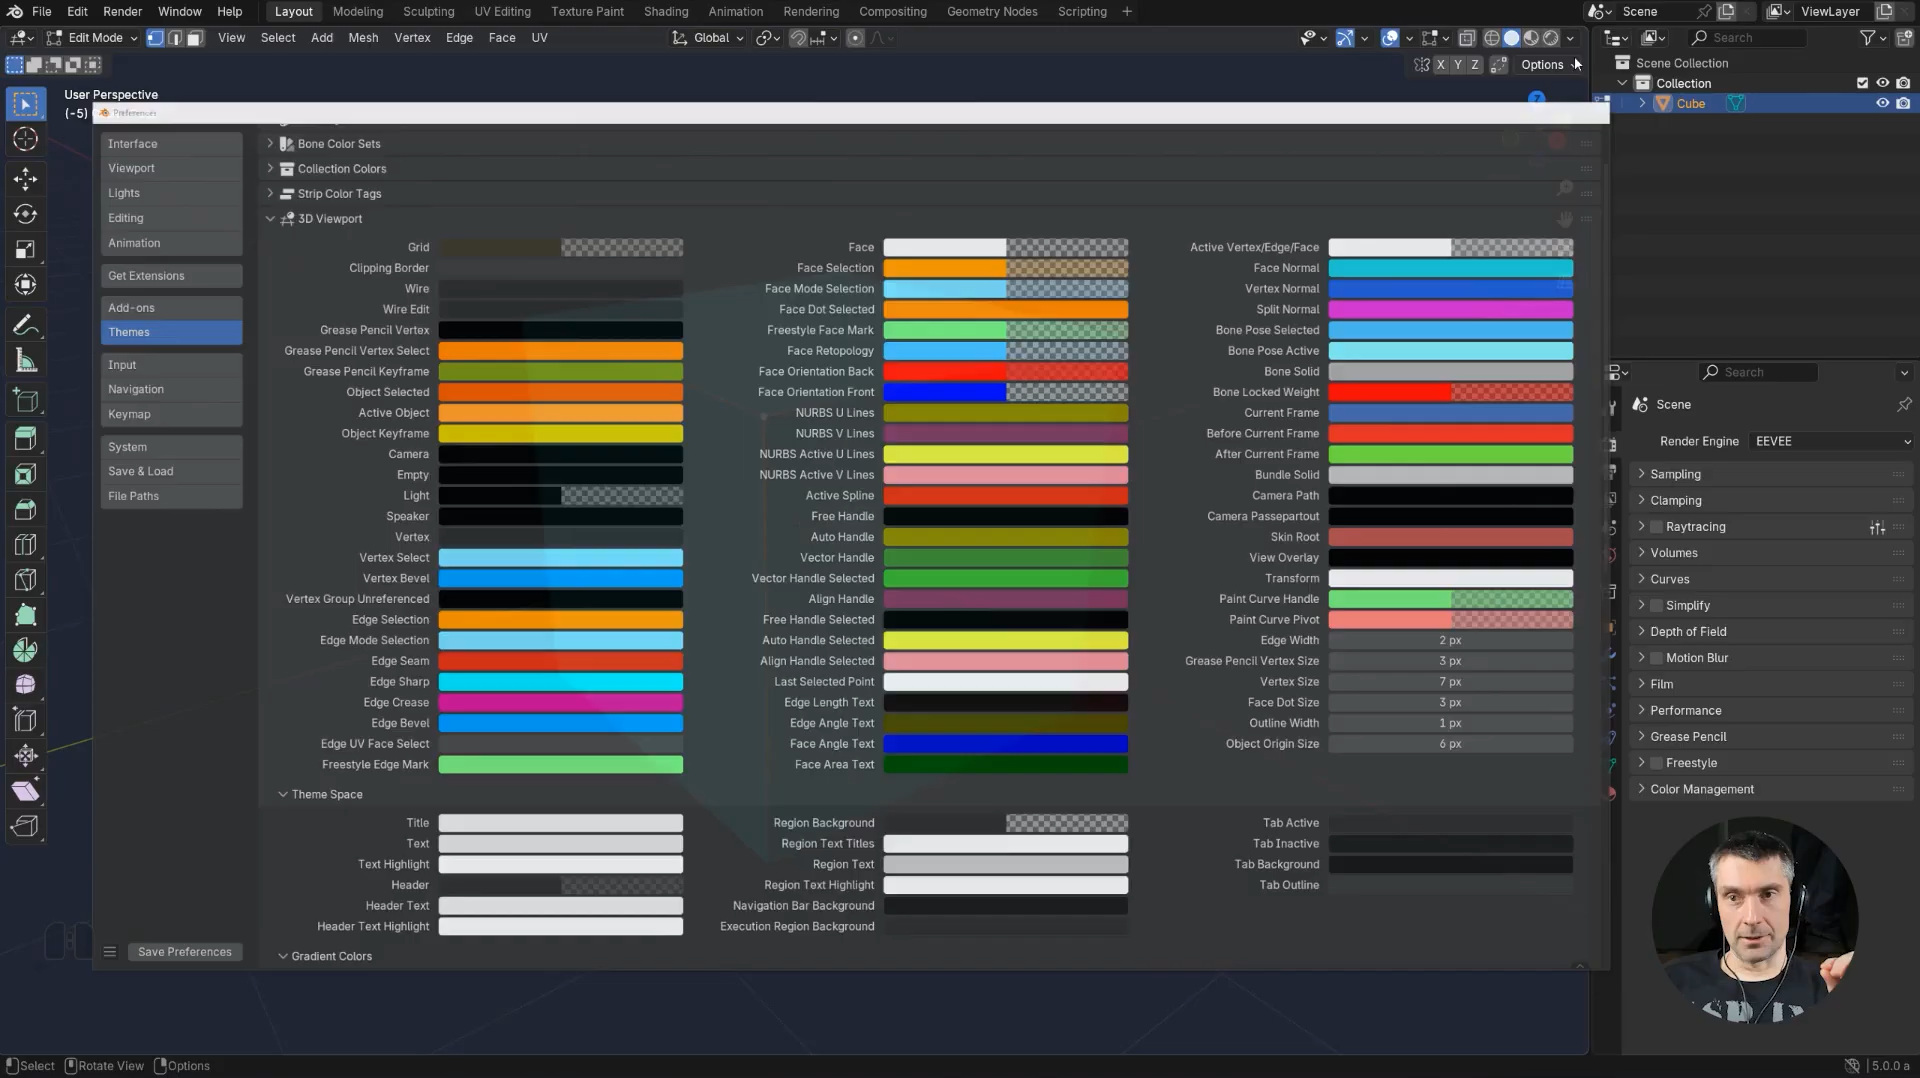 File Edit Render Window Help Layout Modeling Sculpting UV Editing Texture Paint Shading Animation Rendering Compositing Geometry Nodes Scripting + Scene ViewLayer
Edit Mode View Select Add Mesh Vertex Edge Face UV Global Search
X Y Z Options
Scene Collection
Collection
Cube
User Perspective
(-5)
Preferences
Interface
Viewport
Lights
Editing
Animation
Get Extensions
Add-ons
Themes
Input
Navigation
Keymap
System
Save & Load
File Paths
Save Preferences
Bone Color Sets
Collection Colors
Strip Color Tags
3D Viewport
Grid
Clipping Border
Wire
Wire Edit
Grease Pencil Vertex
Grease Pencil Vertex Select
Grease Pencil Keyframe
Object Selected
Active Object
Object Keyframe
Camera
Empty
Light
Speaker
Vertex
Vertex Select
Vertex Bevel
Vertex Group Unreferenced
Edge Selection
Edge Mode Selection
Edge Seam
Edge Sharp
Edge Crease
Edge Bevel
Edge UV Face Select
Freestyle Edge Mark
Face
Face Selection
Face Mode Selection
Face Dot Selected
Freestyle Face Mark
Face Retopology
Face Orientation Back
Face Orientation Front
NURBS U Lines
NURBS V Lines
NURBS Active U Lines
NURBS Active V Lines
Active Spline
Free Handle
Auto Handle
Vector Handle
Vector Handle Selected
Align Handle
Free Handle Selected
Auto Handle Selected
Align Handle Selected
Last Selected Point
Edge Length Text
Edge Angle Text
Face Angle Text
Face Area Text
Active Vertex/Edge/Face
Face Normal
Vertex Normal
Split Normal
Bone Pose Selected
Bone Pose Active
Bone Solid
Bone Locked Weight
Current Frame
Before Current Frame
After Current Frame
Bundle Solid
Camera Path
Camera Passepartout
Skin Root
View Overlay
Transform
Paint Curve Handle
Paint Curve Pivot
Edge Width 2 px
Grease Pencil Vertex Size 3 px
Vertex Size 7 px
Face Dot Size 3 px
Outline Width 1 px
Object Origin Size 6 px
Theme Space
Title
Text
Text Highlight
Header
Header Text
Header Text Highlight
Region Background
Region Text Titles
Region Text
Region Text Highlight
Navigation Bar Background
Execution Region Background
Tab Active
Tab Inactive
Tab Background
Tab Outline
Gradient Colors
Search
Scene
Render Engine EEVEE
Sampling
Clamping
Raytracing
Volumes
Curves
Simplify
Depth of Field
Motion Blur
Film
Performance
Grease Pencil
Freestyle
Color Management
Select Rotate View Options 5.0.0 a